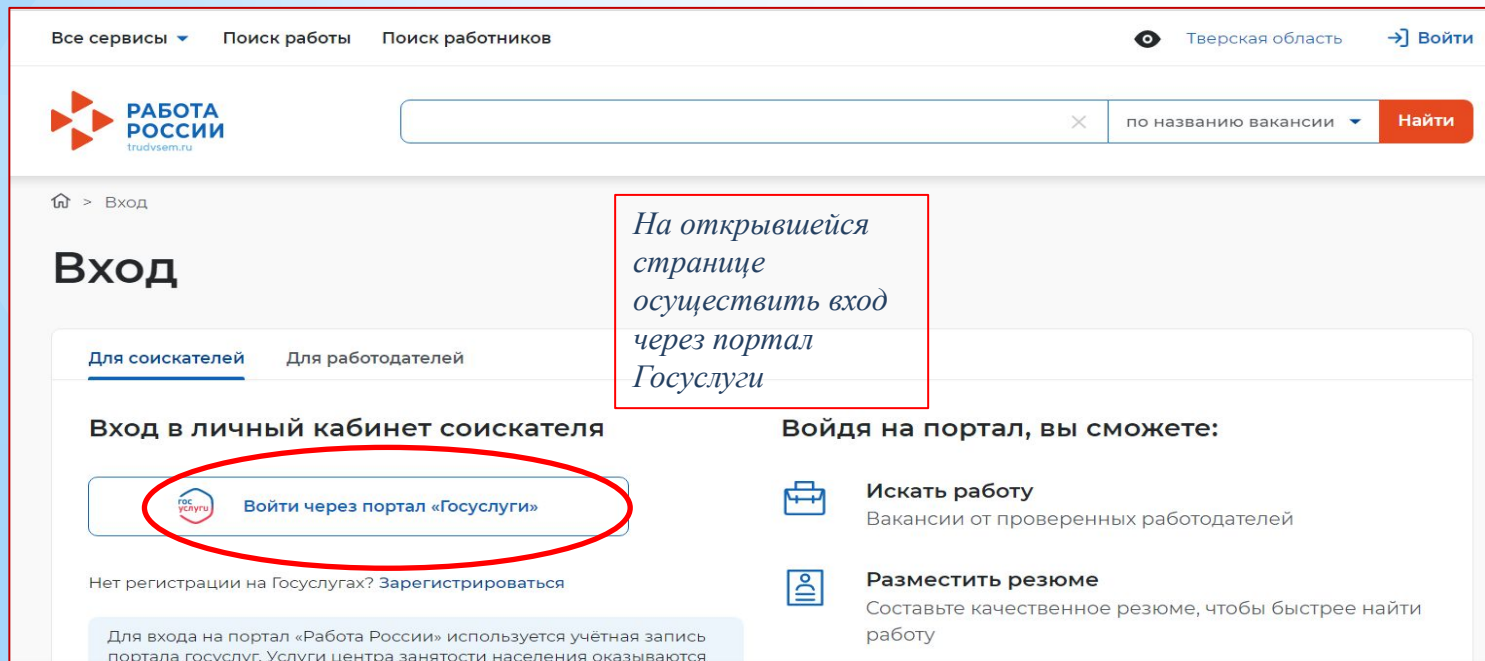 Все сервисы Поиск работы Поиск работников Тверская область Войти
РАБОТА
РОССИИ
trudvsem.ru
по названию вакансии Найти
> Вход
Вход
На открывшейся
странице
осуществить вход
через портал
Госуслуги
Для соискателей Для работодателей
Вход в личный кабинет соискателя
гос
услуги
Войти через портал «Госуслуги»
Нет регистрации на Госуслугах? Зарегистрироваться
Для входа на портал «Работа России» используется учётная запись
портала госуслуг. Услуги центра занятости населения оказываются
Войдя на портал, вы сможете:
Искать работу
Вакансии от проверенных работодателей
Разместить резюме
Составьте качественное резюме, чтобы быстрее найти
работу